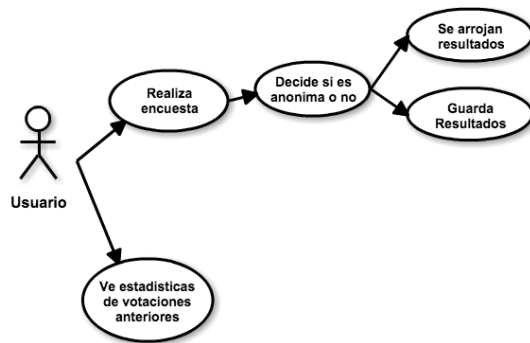 Se arrojan
resultados
Realiza
encuesta
Decide si es
anonima o no
Guarda
Resultados
Usuario
Ve estadisticas
de votaciones
anteriores